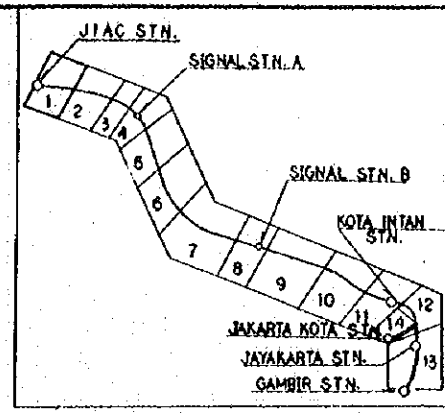 JIAC STN.
SIGNAL STN. A
1
2
3
4
5
6
SIGNAL STN. B
7
8
9
10
KOTA INTAN
STN.
11
12
14
JAKARTA KOTA STN.
JAYAKARTA STN.
13
GAMBIR STN.